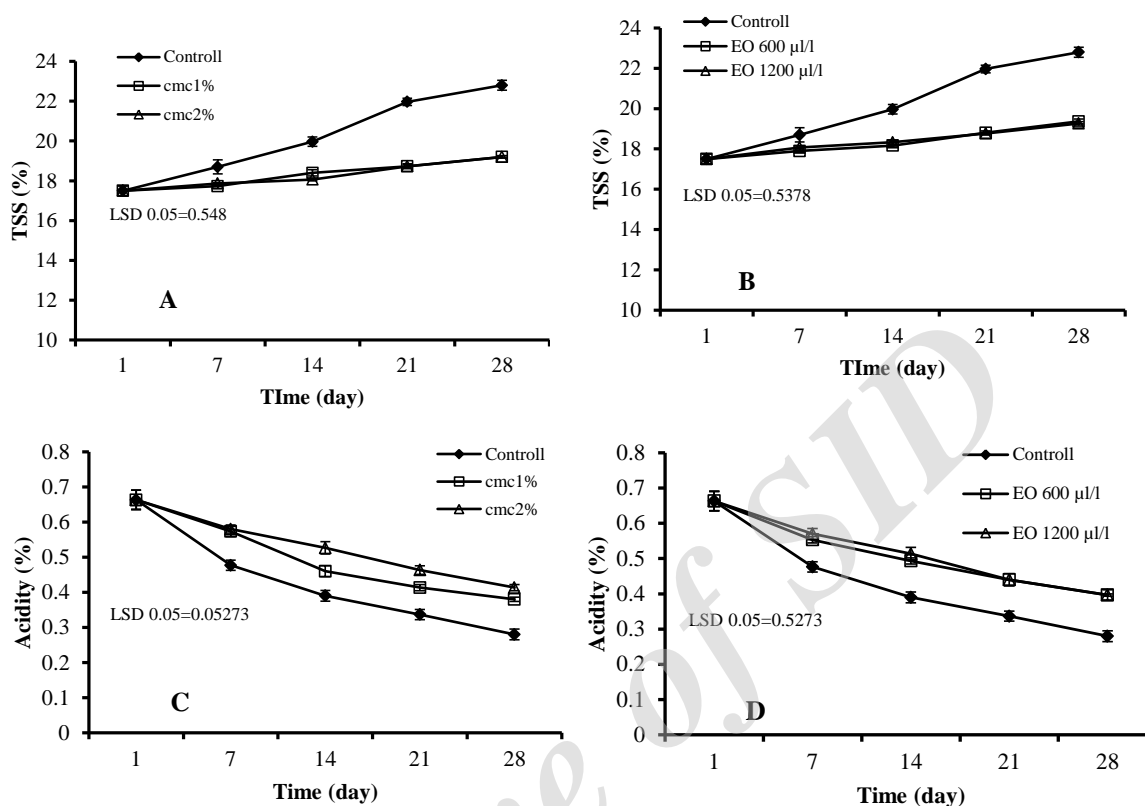 Controll
cmc1%
cmc2%
24
22
20
18
16
14
12
10
TSS (%)
LSD 0.05=0.548
A
1 7 14 21 28
TIme (day)
Controll
EO 600 µl/l
EO 1200 µl/l
24
22
20
18
16
14
12
10
TSS (%)
LSD 0.05=0.5378
B
1 7 14 21 28
TIme (day)
0.8
0.7
0.6
0.5
0.4
0.3
0.2
0.1
0
Acidity (%)
Controll
cmc1%
cmc2%
LSD 0.05=0.05273
C
1 7 14 21 28
Time (day)
0.8
0.7
0.6
0.5
0.4
0.3
0.2
0.1
0
Acidity (%)
Controll
EO 600 µl/l
EO 1200 µl/l
LSD 0.05=0.5273
D
1 7 14 21 28
Time (day)
of SID